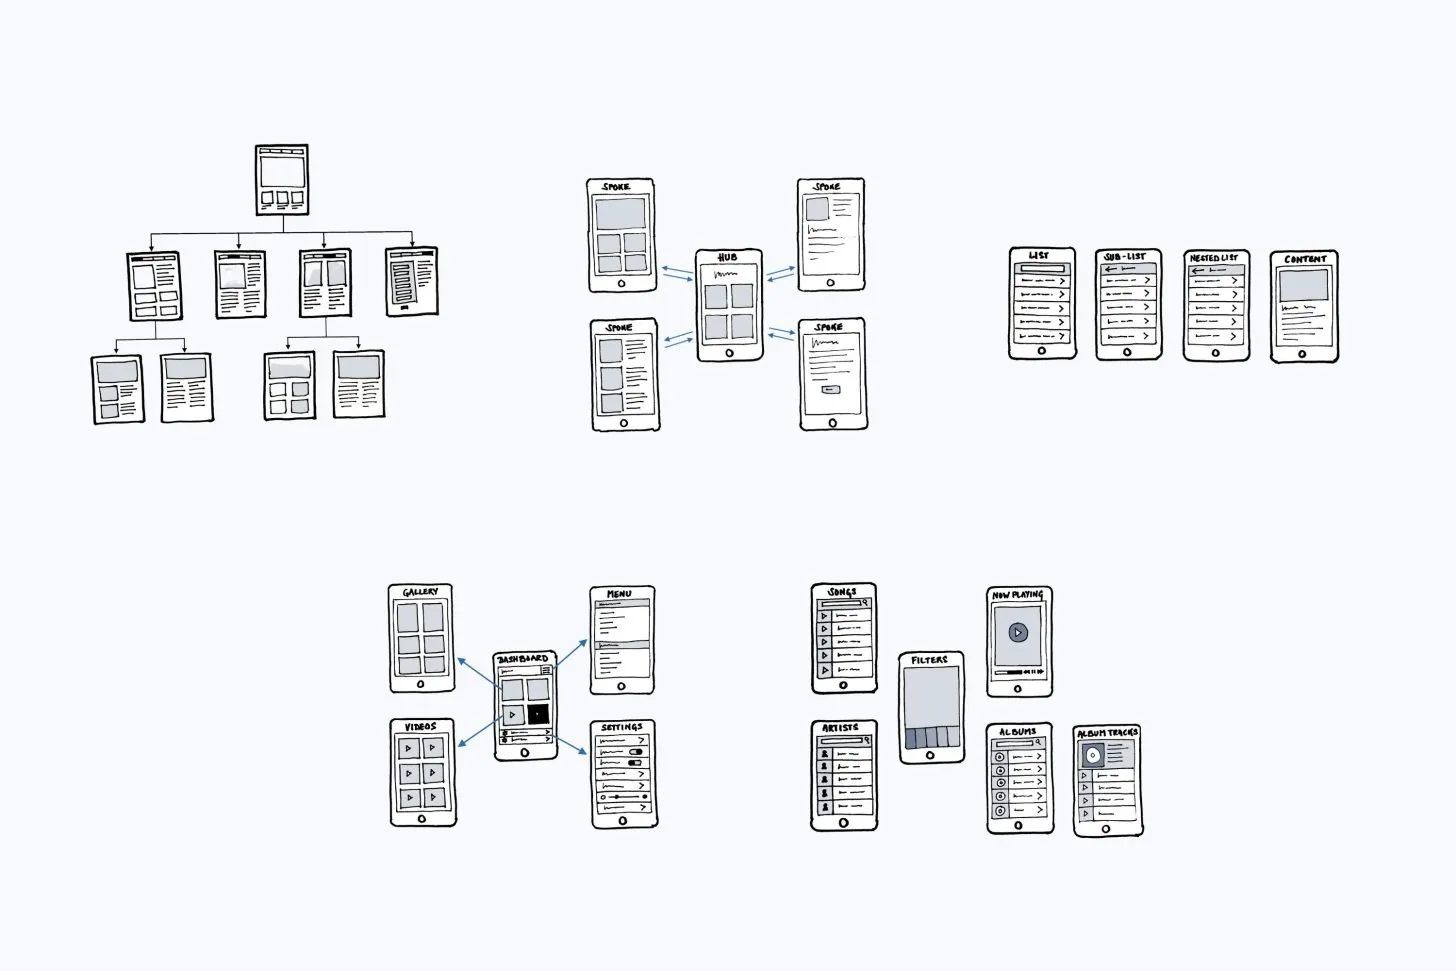 SPOKE
SPOKE
HUB
SPOKE
SPOKE
LIST
SUB-LIST
NESTED LIST
CONTENT
GALLERY
MENU
DASHBOARD
VIDEOS
SETTINGS
SONGS
NOW PLAYING
FILTERS
ARTISTS
ALBUMS
ALBUM TRACKS